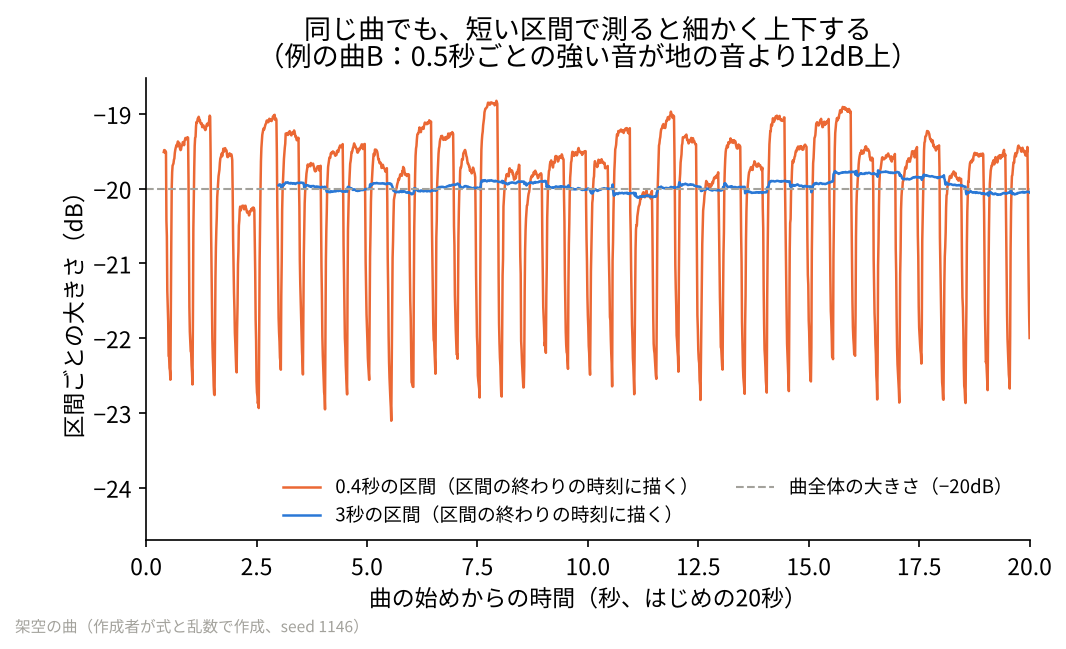 同じ曲でも、短い区間で測ると細かく上下する
（例の曲B：0.5秒ごとの強い音が地の音より12dB上）
区間ごとの大きさ（dB）
−19
−20
−21
−22
−23
−24
0.4秒の区間（区間の終わりの時刻に描く）
3秒の区間（区間の終わりの時刻に描く）
曲全体の大きさ（−20dB）
0.0
2.5
5.0
7.5
10.0
12.5
15.0
17.5
20.0
曲の始めからの時間（秒、はじめの20秒）
架空の曲（作成者が式と乱数で作成、seed 1146）